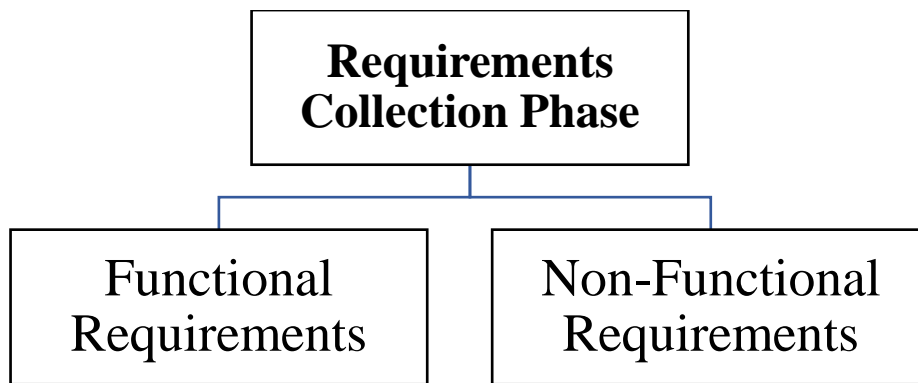 Requirements
Collection Phase
Functional
Requirements
Non-Functional
Requirements